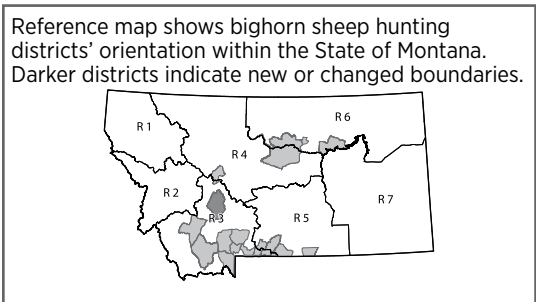 Reference map shows bighorn sheep hunting
districts’ orientation within the State of Montana.
Darker districts indicate new or changed boundaries.
R 1
R 6
R 4
R 2
R 7
R 3
R 5